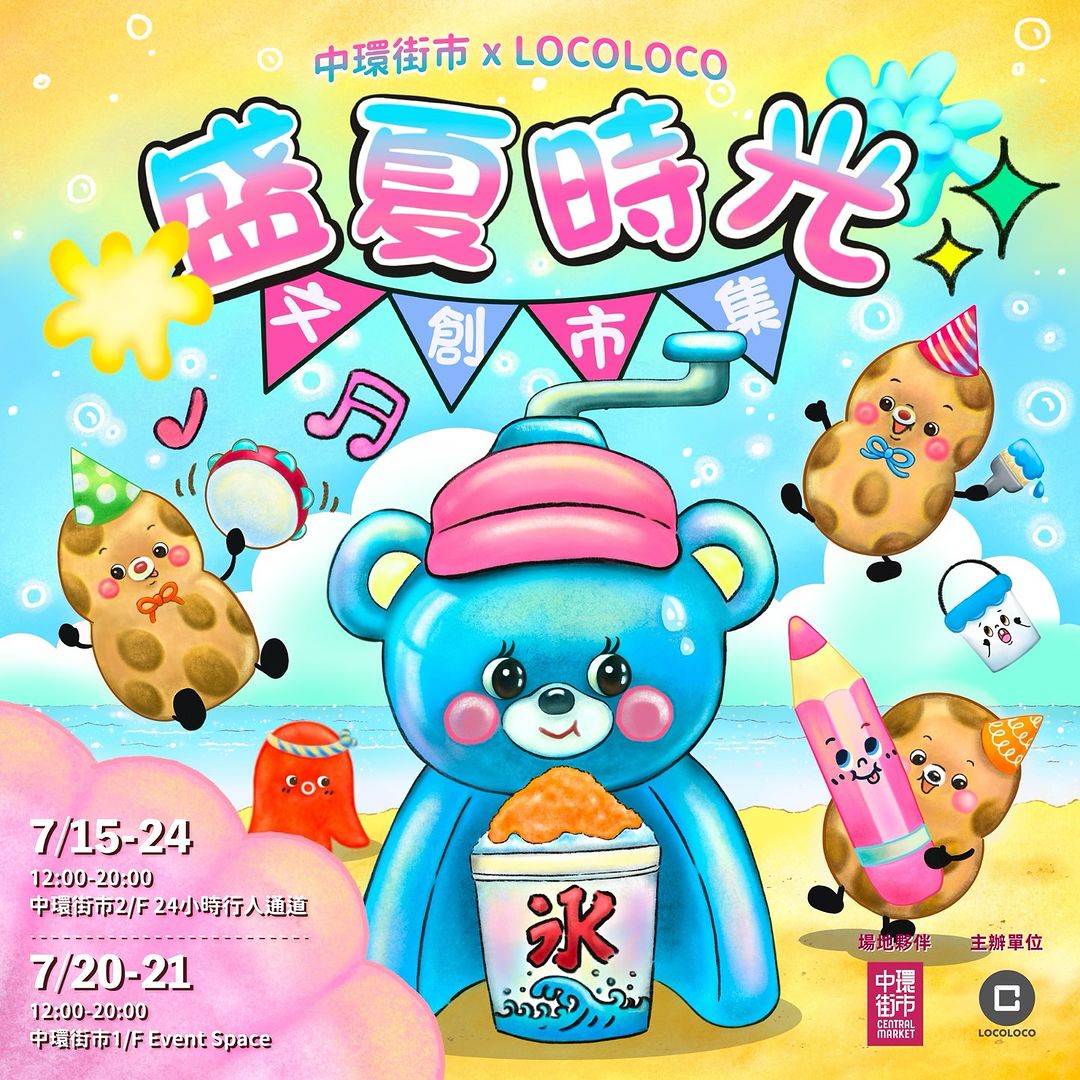 中環街市 x LOCOLOCO
盛夏時光
文創市集
7/15-24
12:00-20:00
中環街市2/F 24小時行人通道
7/20-21
12:00-20:00
中環街市1/F Event Space
氷
場地夥伴
中環
街市
CENTRAL
MARKET
主辦單位
LOCOLOCO